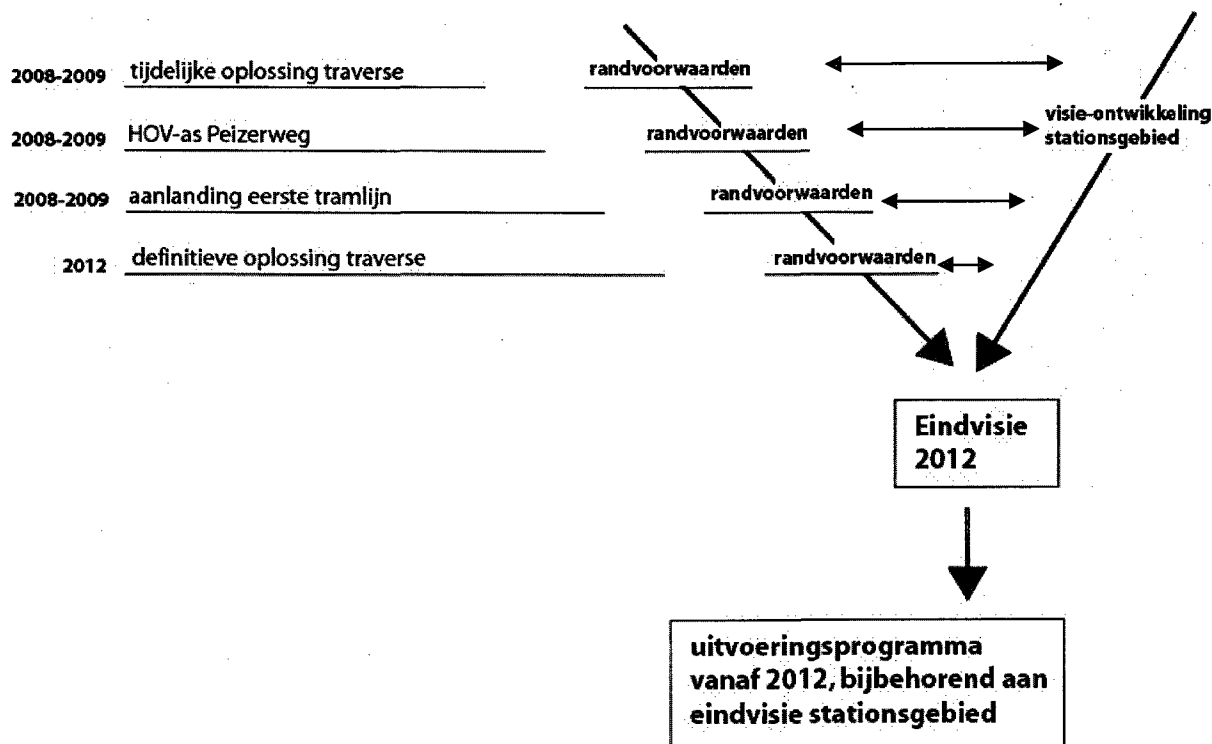 2008-2009 tijdelijke oplossing traverse randvoorwaarden
2008-2009 HOV-as Peizerweg randvoorwaarden
visie-ontwikkeling
stationsgebied
2008-2009 aanlanding eerste tramlijn randvoorwaarden
2012 definitieve oplossing traverse randvoorwaarden
Eindvisie
2012
uitvoeringsprogramma
vanaf 2012, bijbehorend aan
eindvisie stationsgebied